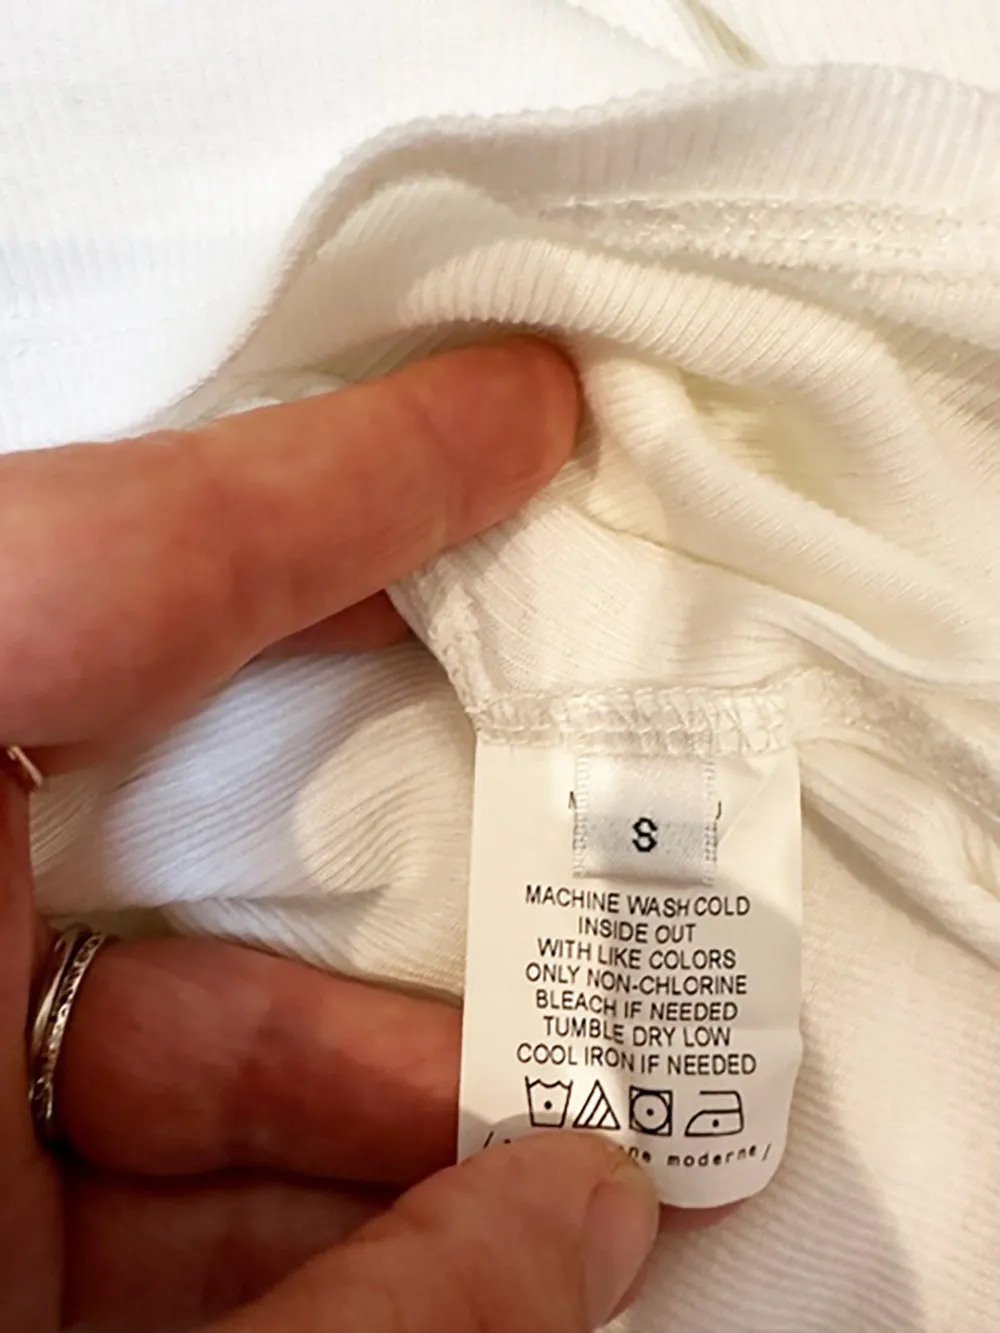 S
MACHINE WASH COLD
INSIDE OUT
WITH LIKE COLORS
ONLY NON-CHLORINE
BLEACH IF NEEDED
TUMBLE DRY LOW
COOL IRON IF NEEDED
moderne/